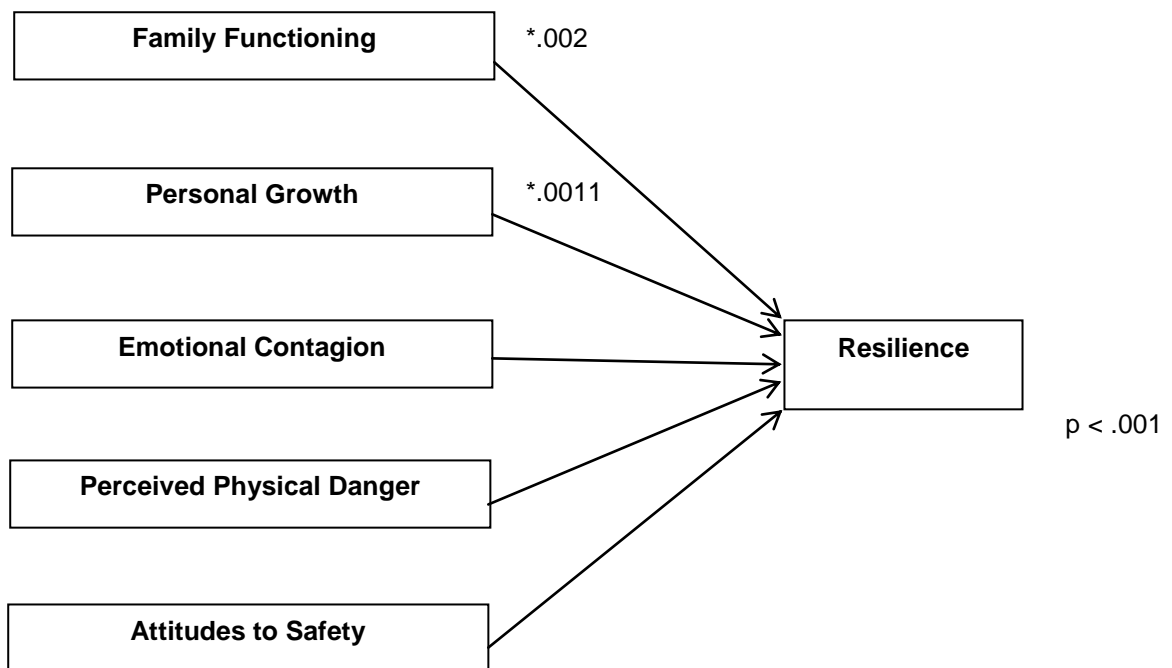 Family Functioning
*.002
Personal Growth
*.0011
Emotional Contagion
Resilience
p < .001
Perceived Physical Danger
Attitudes to Safety